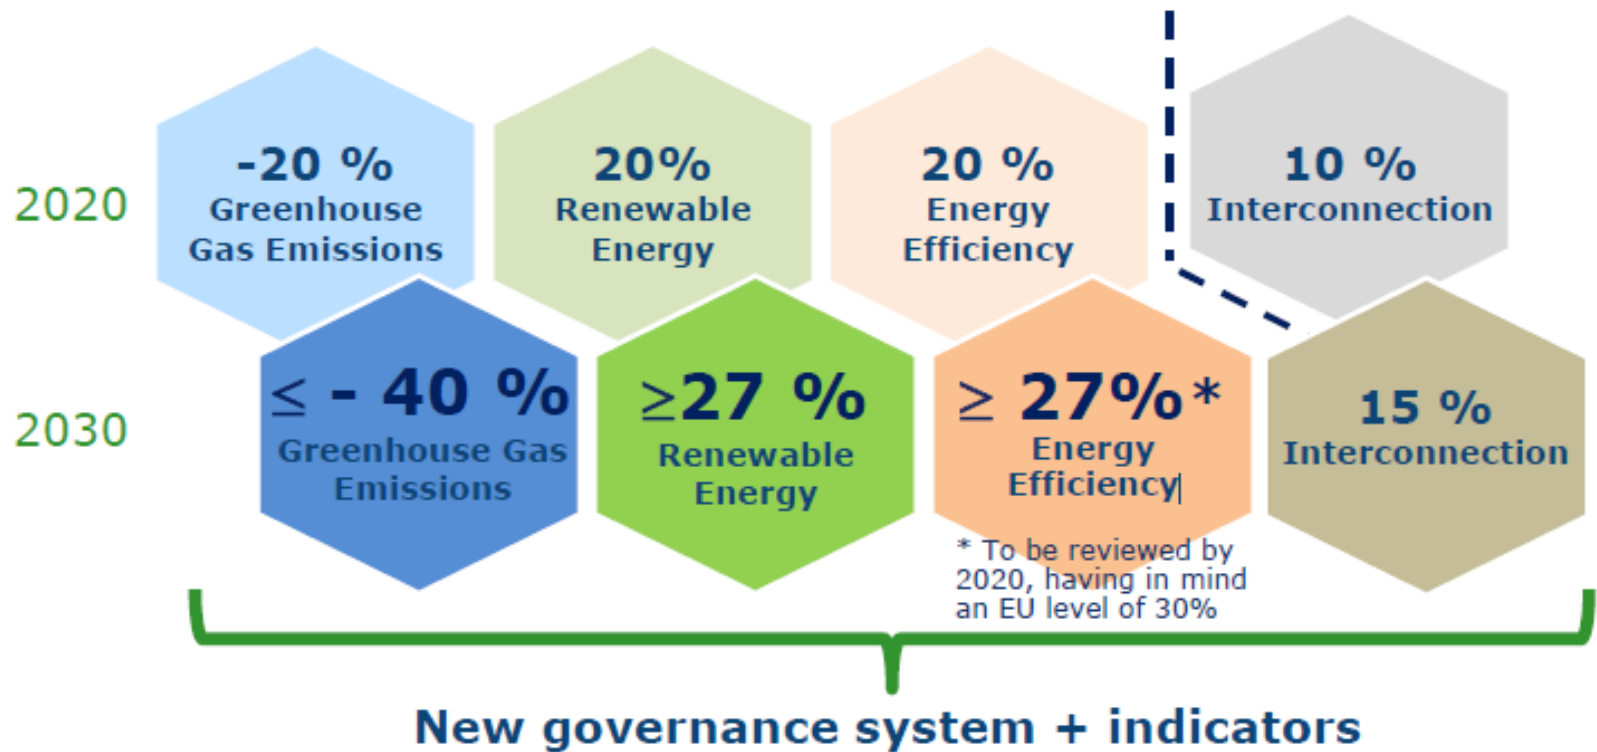 2020
-20 %
Greenhouse
Gas Emissions
20%
Renewable
Energy
20 %
Energy
Efficiency
10 %
Interconnection
2030
≤ - 40 %
Greenhouse Gas
Emissions
≥27 %
Renewable
Energy
≥ 27%*
Energy
Efficiency
* To be reviewed by
2020, having in mind
an EU level of 30%
15 %
Interconnection
New governance system + indicators